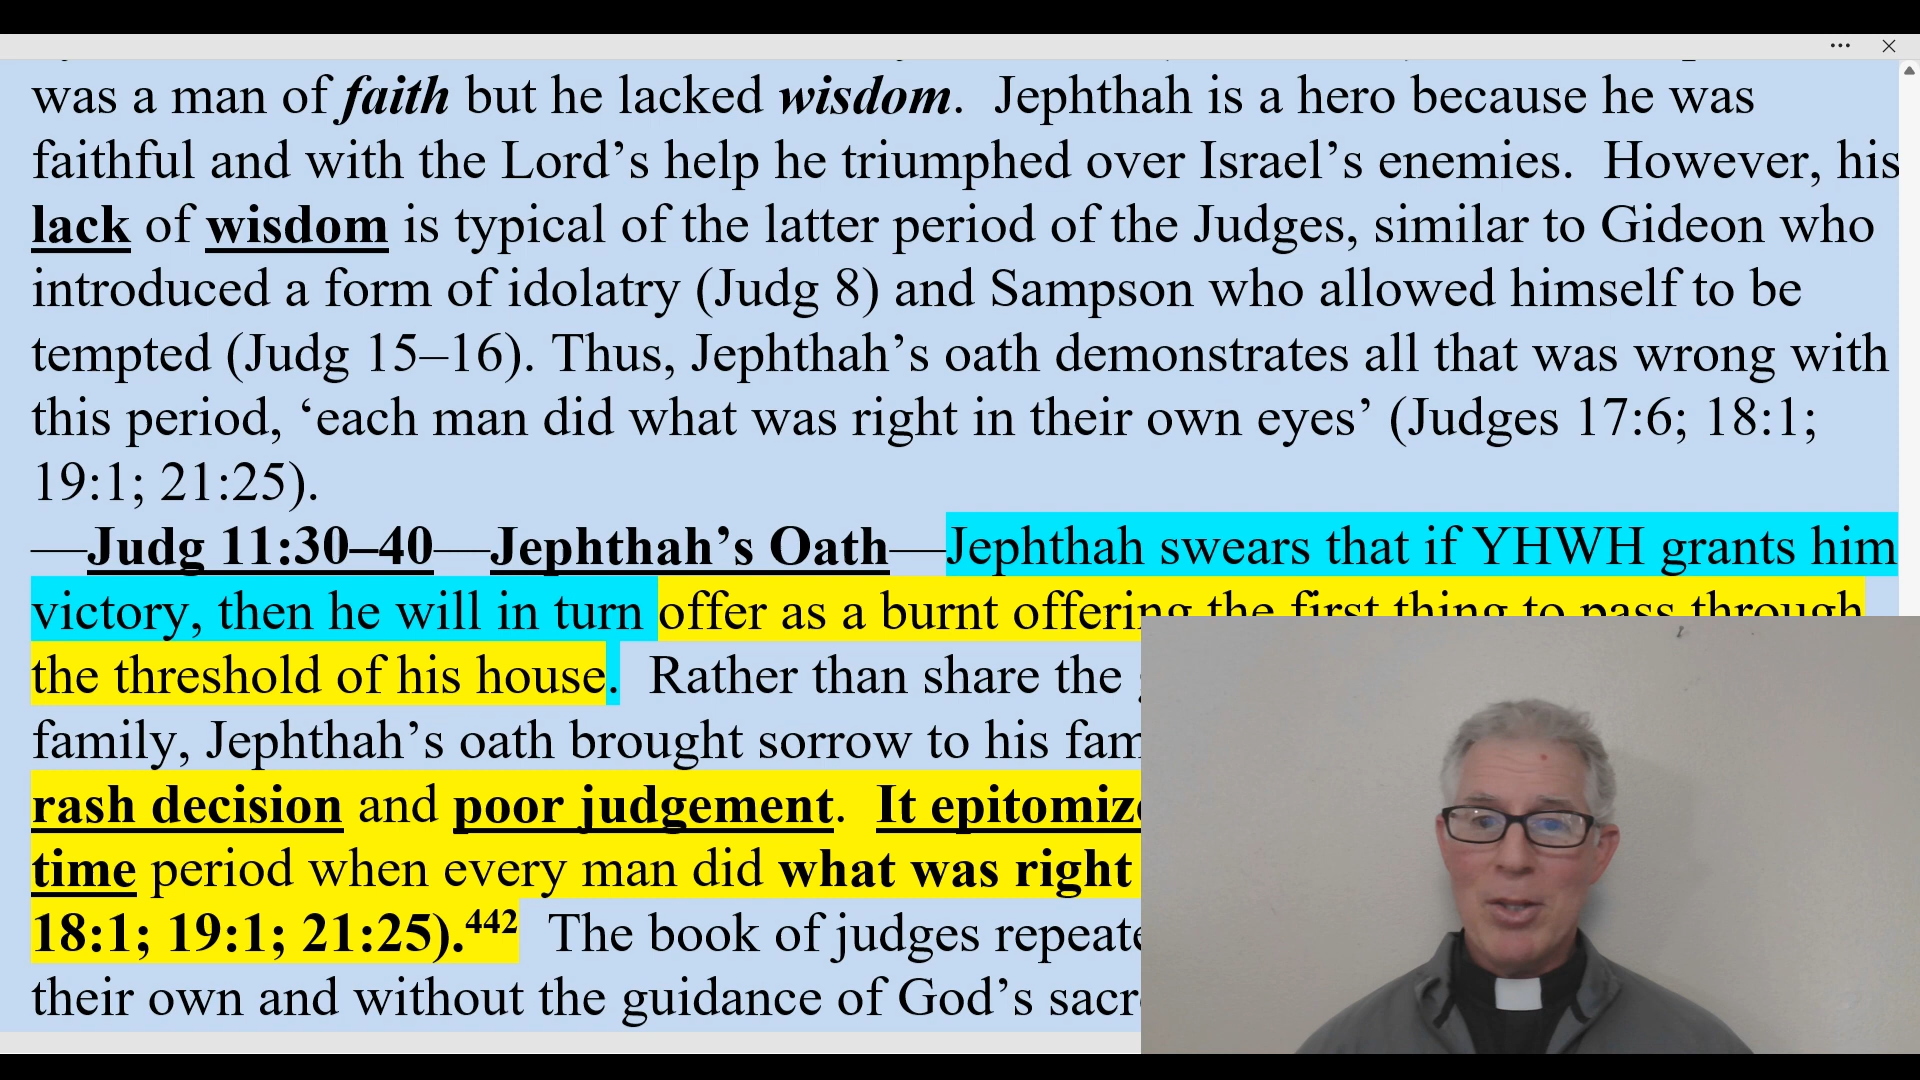 was a man of faith but he lacked wisdom. Jephthah is a hero because he was
faithful and with the Lord’s help he triumphed over Israel’s enemies. However, his
lack of wisdom is typical of the latter period of the Judges, similar to Gideon who
introduced a form of idolatry (Judg 8) and Sampson who allowed himself to be
tempted (Judg 15–16). Thus, Jephthah’s oath demonstrates all that was wrong with
this period, ‘each man did what was right in their own eyes’ (Judges 17:6; 18:1;
19:1; 21:25).
—Judg 11:30–40—Jephthah’s Oath—Jephthah swears that if YHWH grants him
victory, then he will in turn offer as a burnt offering the first thing to pass through
the threshold of his house. Rather than share the
family, Jephthah’s oath brought sorrow to his
rash decision and poor judgement. It
time period when every man did what was right
18:1; 19:1; 21:25).442 The book of judges
their own and without the guidance of God’s